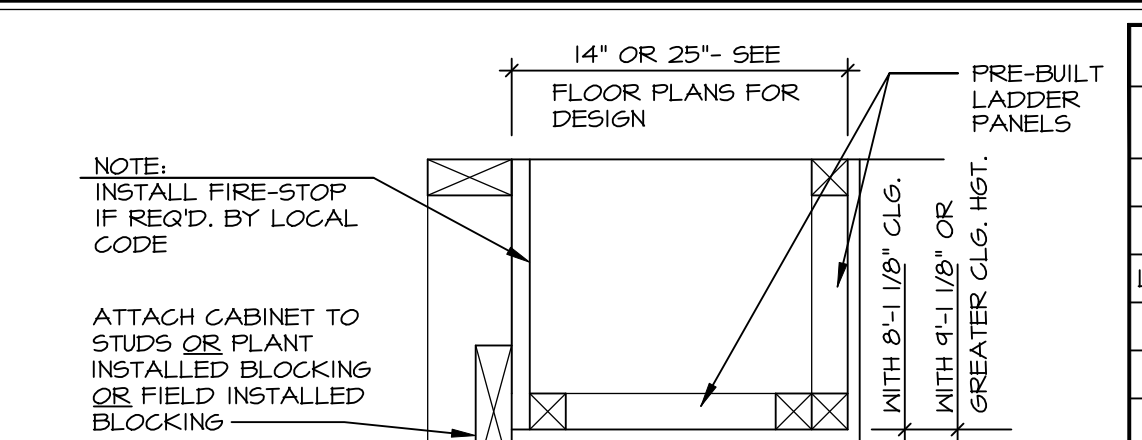 14" OR 25"- SEE
FLOOR PLANS FOR
DESIGN
PRE-BUILT
LADDER
PANELS
NOTE:
INSTALL FIRE-STOP
IF REQ'D. BY LOCAL
CODE
ATTACH CABINET TO
STUDS OR PLANT
INSTALLED BLOCKING
OR FIELD INSTALLED
BLOCKING
WITH 8'-1 1/8" CLG.
WITH 9'-1 1/8" OR
GREATER CLG. HGT.